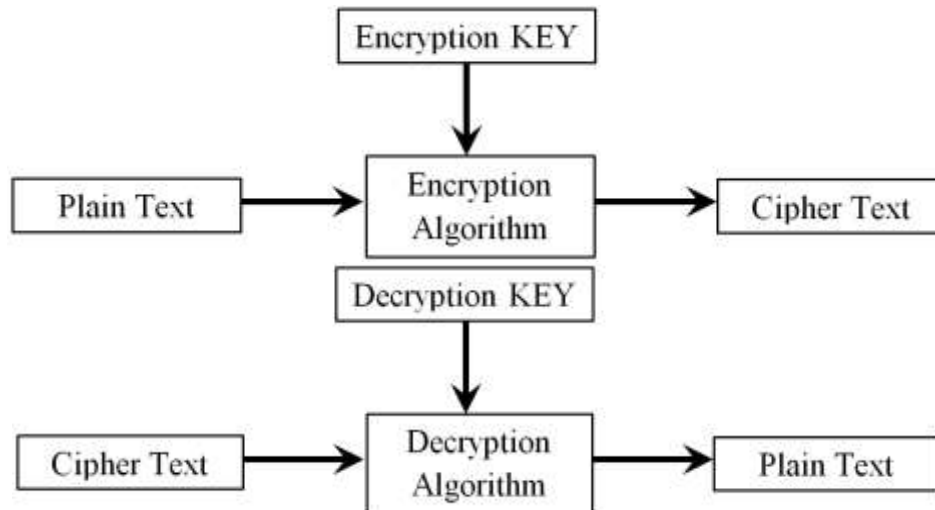 Encryption KEY
Plain Text
Encryption
Algorithm
Cipher Text
Decryption KEY
Cipher Text
Decryption
Algorithm
Plain Text